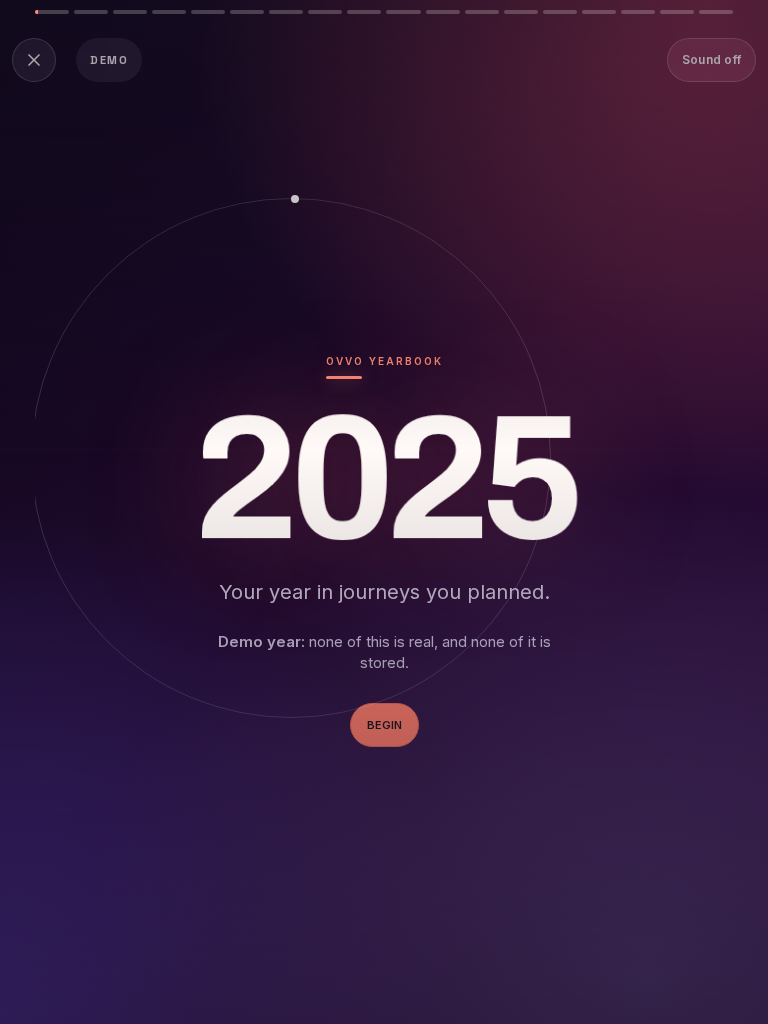 DEMO
Sound off
OVVO YEARBOOK
2025
Your year in journeys you planned.
Demo year: none of this is real, and none of it is
stored.
BEGIN